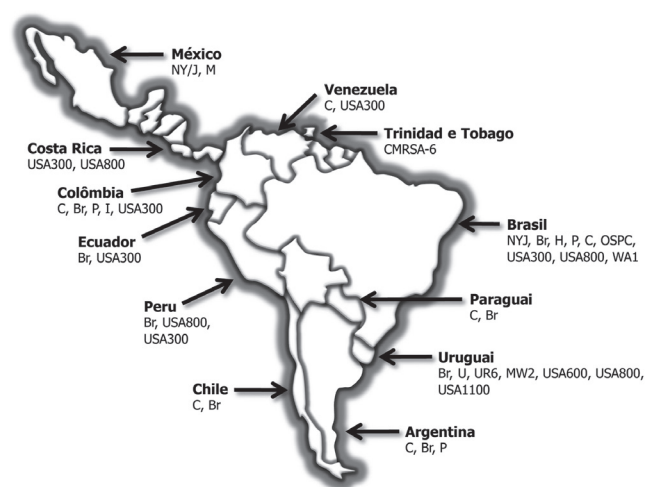 México
NY/J, M
Venezuela
C, USA300
Trinidad e Tobago
CMRSA-6
Costa Rica
USA300, USA800
Colômbia
C, Br, P, I, USA300
Ecuador
Br, USA300
Brasil
NYJ, Br, H, P, C, OSPC,
USA300, USA800, WA1
Peru
Br, USA800,
USA300
Paraguai
C, Br
Uruguai
Br, U, UR6, MW2, USA600, USA800,
USA1100
Chile
C, Br
Argentina
C, Br, P